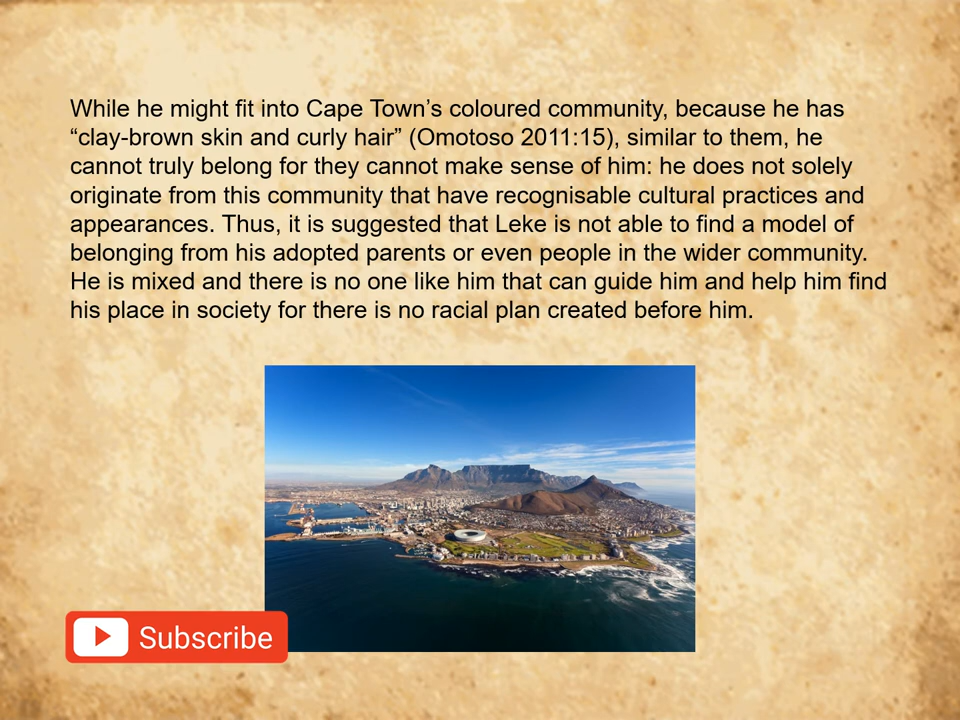 While he might fit into Cape Town’s coloured community, because he has
“clay-brown skin and curly hair” (Omotoso 2011:15), similar to them, he
cannot truly belong for they cannot make sense of him: he does not solely
originate from this community that have recognisable cultural practices and
appearances. Thus, it is suggested that Leke is not able to find a model of
belonging from his adopted parents or even people in the wider community.
He is mixed and there is no one like him that can guide him and help him find
his place in society for there is no racial plan created before him.
Subscribe